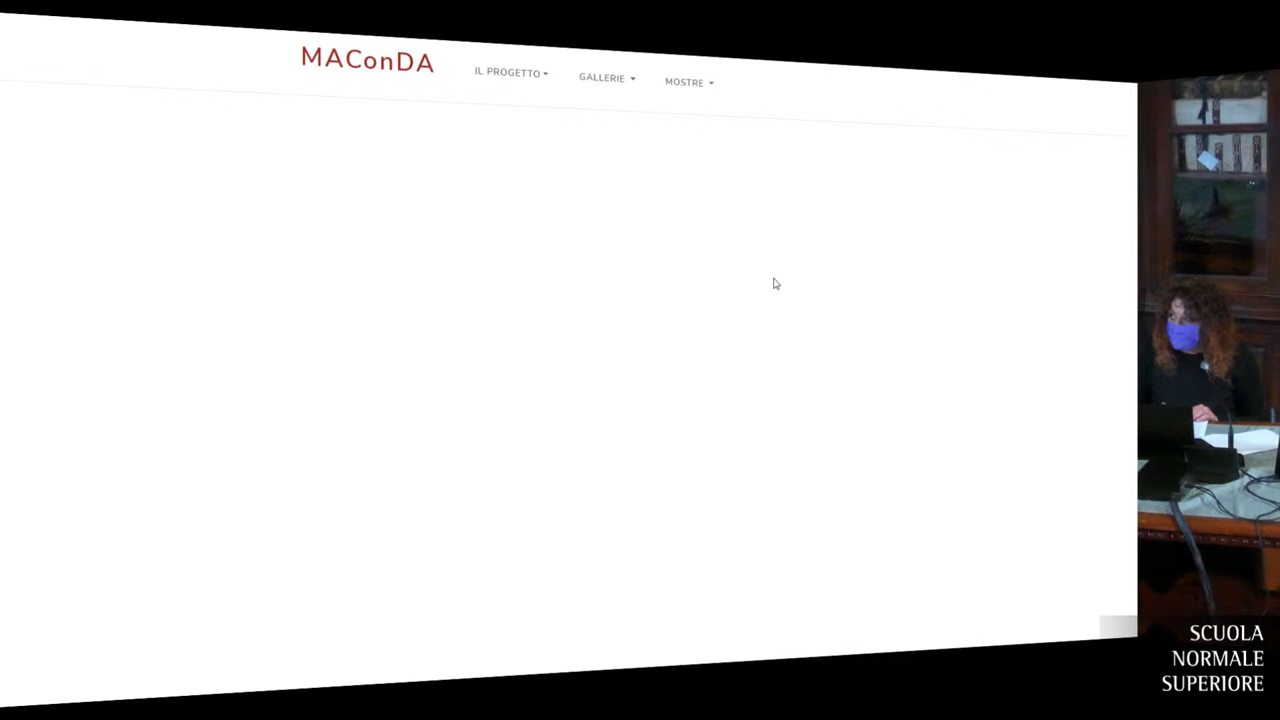 MAConDA
IL PROGETTO
GALLERIE
MOSTRE
SCUOLA
NORMALE
SUPERIORE